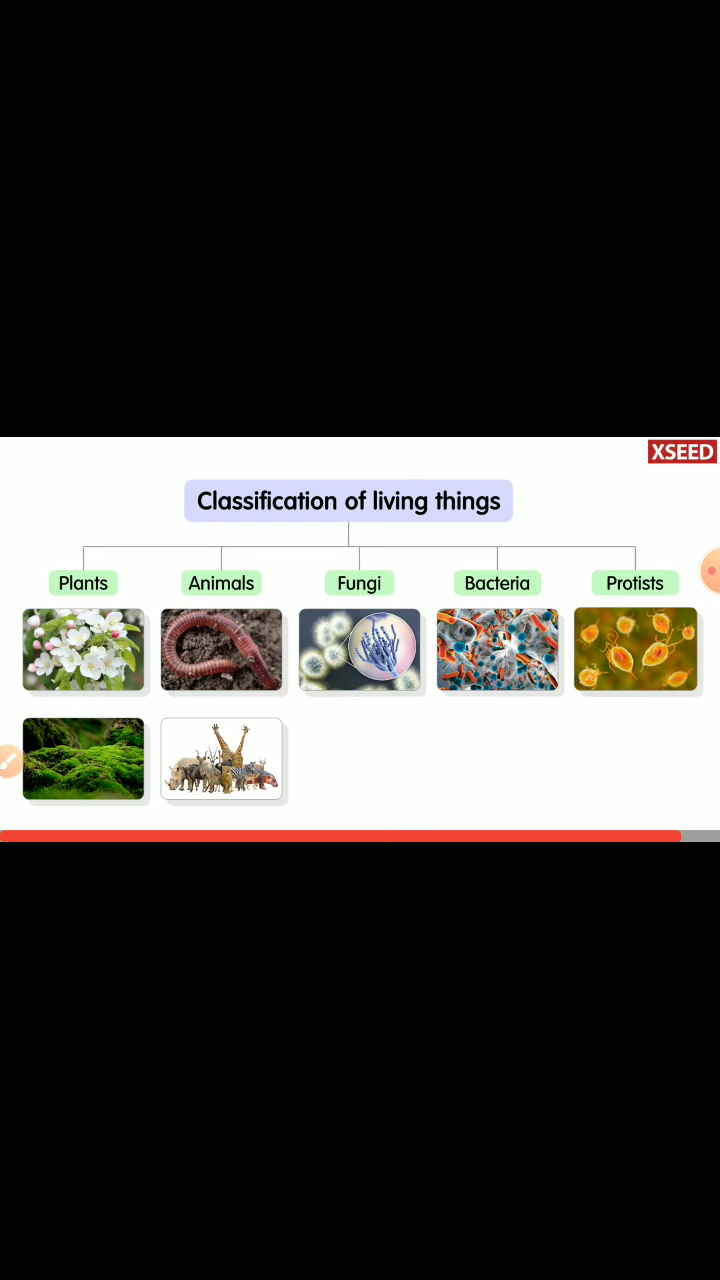 XSEED
Classification of living things
Plants
Animals
Fungi
Bacteria
Protists